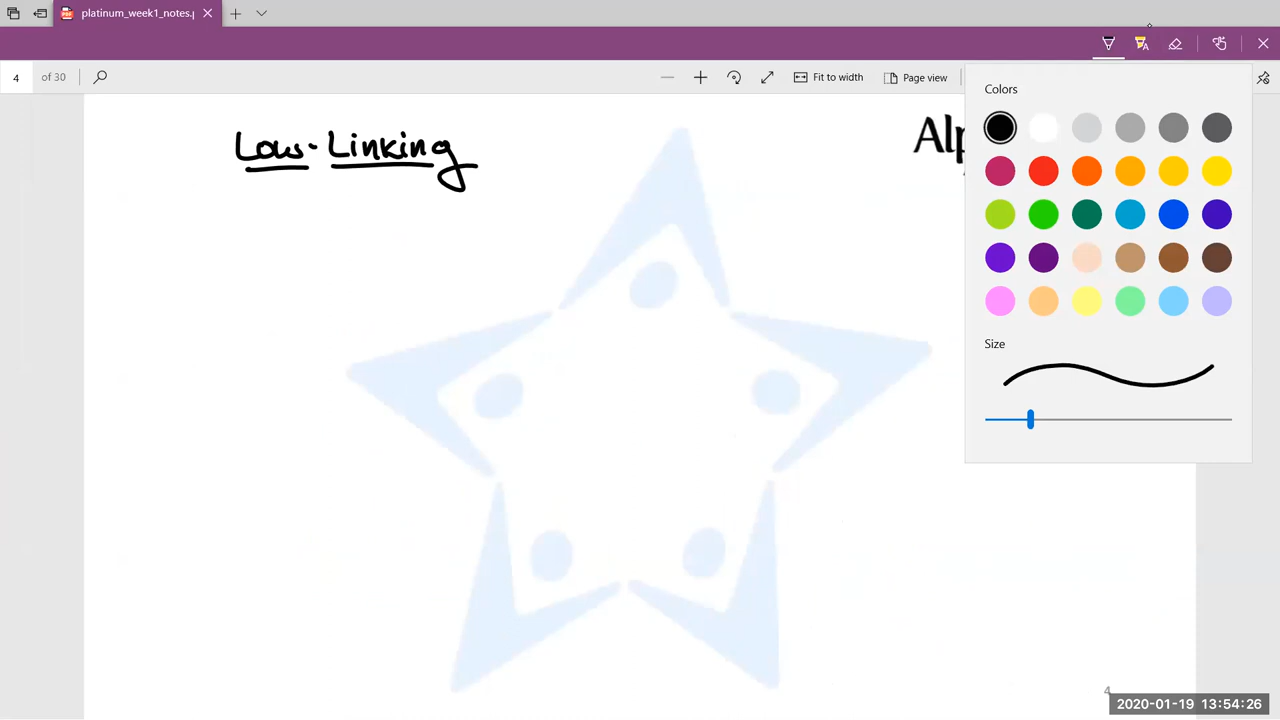 platinum_week1_notes.p
4 of 30 Fit to width Page view
Colors
Low-Linking
Size
4
2020-01-19 13:54:26